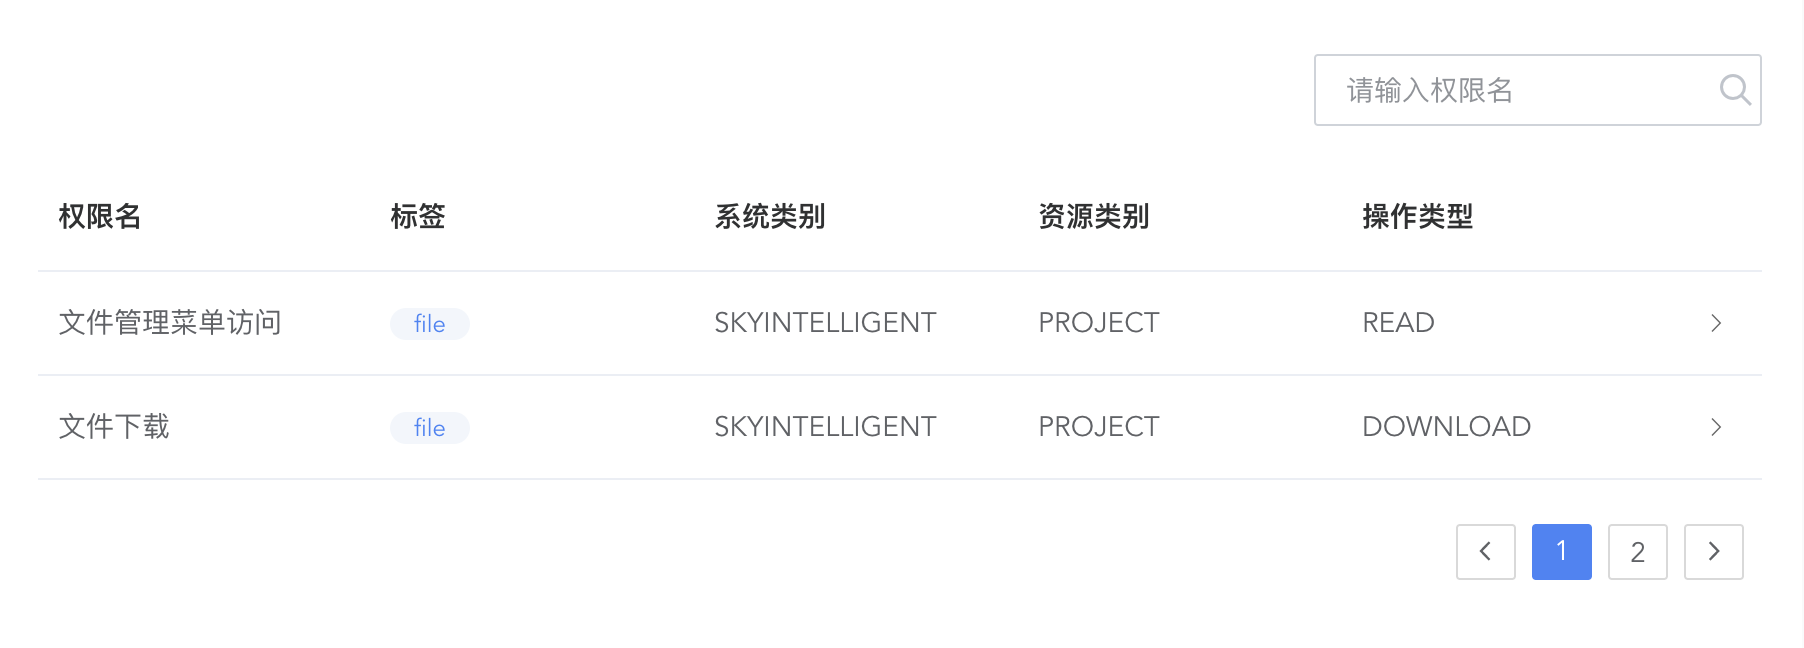 请输入权限名
权限名 标签 系统类别 资源类别 操作类型
文件管理菜单访问 file SKYINTELLIGENT PROJECT READ
文件下载 file SKYINTELLIGENT PROJECT DOWNLOAD
1 2